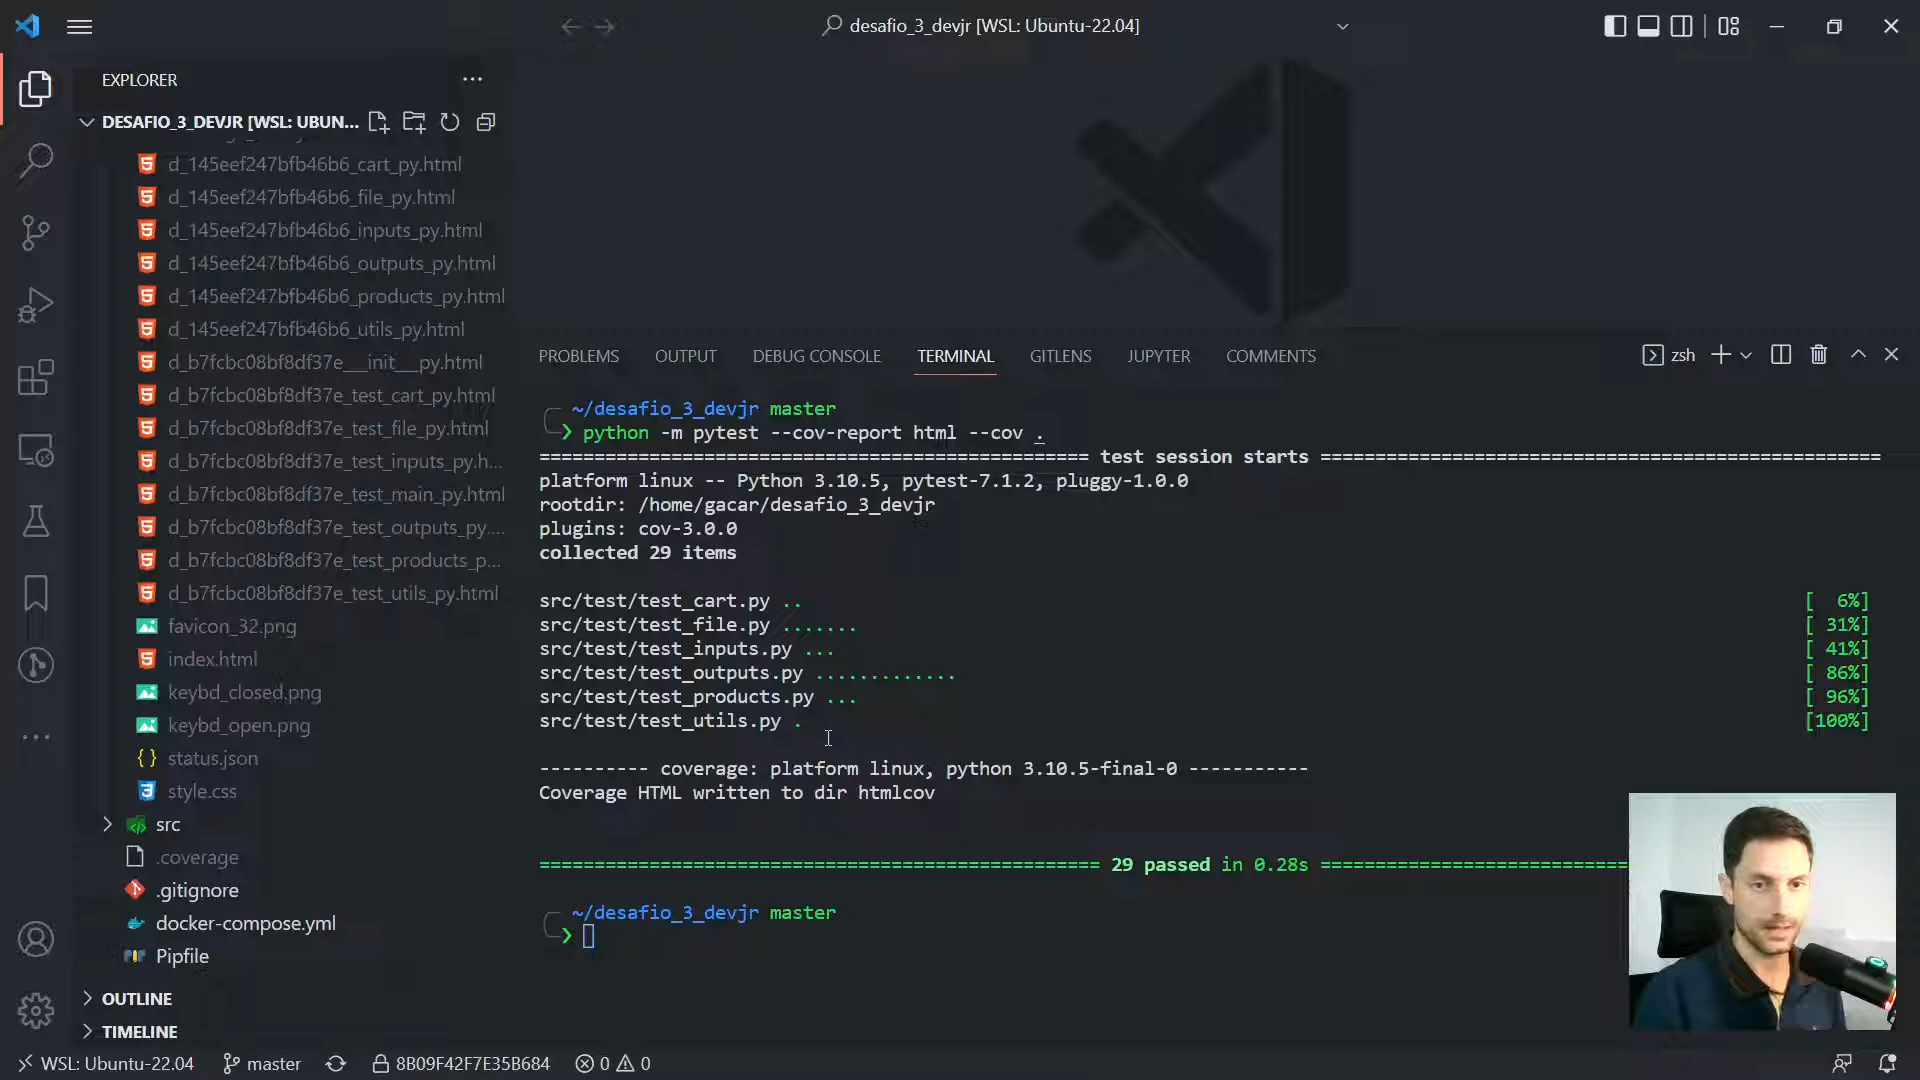 desafio_3_devjr [WSL: Ubuntu-22.04]
EXPLORER
DESAFIO_3_DEVJR [WSL: UBUN...
d_145eef247bfb46b6_cart_py.html
d_145eef247bfb46b6_file_py.html
d_145eef247bfb46b6_inputs_py.html
d_145eef247bfb46b6_outputs_py.html
d_145eef247bfb46b6_products_py.html
d_145eef247bfb46b6_utils_py.html
d_b7fcbc08bf8df37e___init___py.html
d_b7fcbc08bf8df37e_test_cart_py.html
d_b7fcbc08bf8df37e_test_file_py.html
d_b7fcbc08bf8df37e_test_inputs_py.h...
d_b7fcbc08bf8df37e_test_main_py.html
d_b7fcbc08bf8df37e_test_outputs_py....
d_b7fcbc08bf8df37e_test_products_p...
d_b7fcbc08bf8df37e_test_utils_py.html
favicon_32.png
index.html
keybd_closed.png
keybd_open.png
status.json
style.css
src
.coverage
.gitignore
docker-compose.yml
Pipfile
OUTLINE
TIMELINE
PROBLEMS OUTPUT DEBUG CONSOLE TERMINAL GITLENS JUPYTER COMMENTS zsh
~/desafio_3_devjr master
❯ python -m pytest --cov-report html --cov .
================================================== test session starts ===================================================
platform linux -- Python 3.10.5, pytest-7.1.2, pluggy-1.0.0
rootdir: /home/gacar/desafio_3_devjr
plugins: cov-3.0.0
collected 29 items
src/test/test_cart.py .. [  6%]
src/test/test_file.py ....... [ 31%]
src/test/test_inputs.py ... [ 41%]
src/test/test_outputs.py ............. [ 86%]
src/test/test_products.py ... [ 96%]
src/test/test_utils.py . [100%]
---------- coverage: platform linux, python 3.10.5-final-0 -----------
Coverage HTML written to dir htmlcov
=================================================== 29 passed in 0.28s ============================
~/desafio_3_devjr master
❯
WSL: Ubuntu-22.04 master 8B09F42F7E35B684 0 0